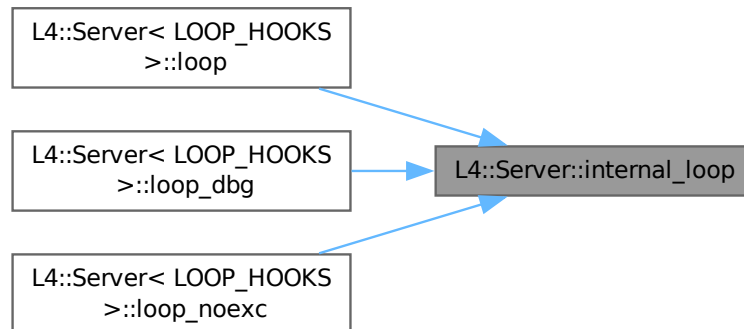 L4::Server< LOOP_HOOKS
>::loop
L4::Server< LOOP_HOOKS
>::loop_dbg
L4::Server::internal_loop
L4::Server< LOOP_HOOKS
>::loop_noexc